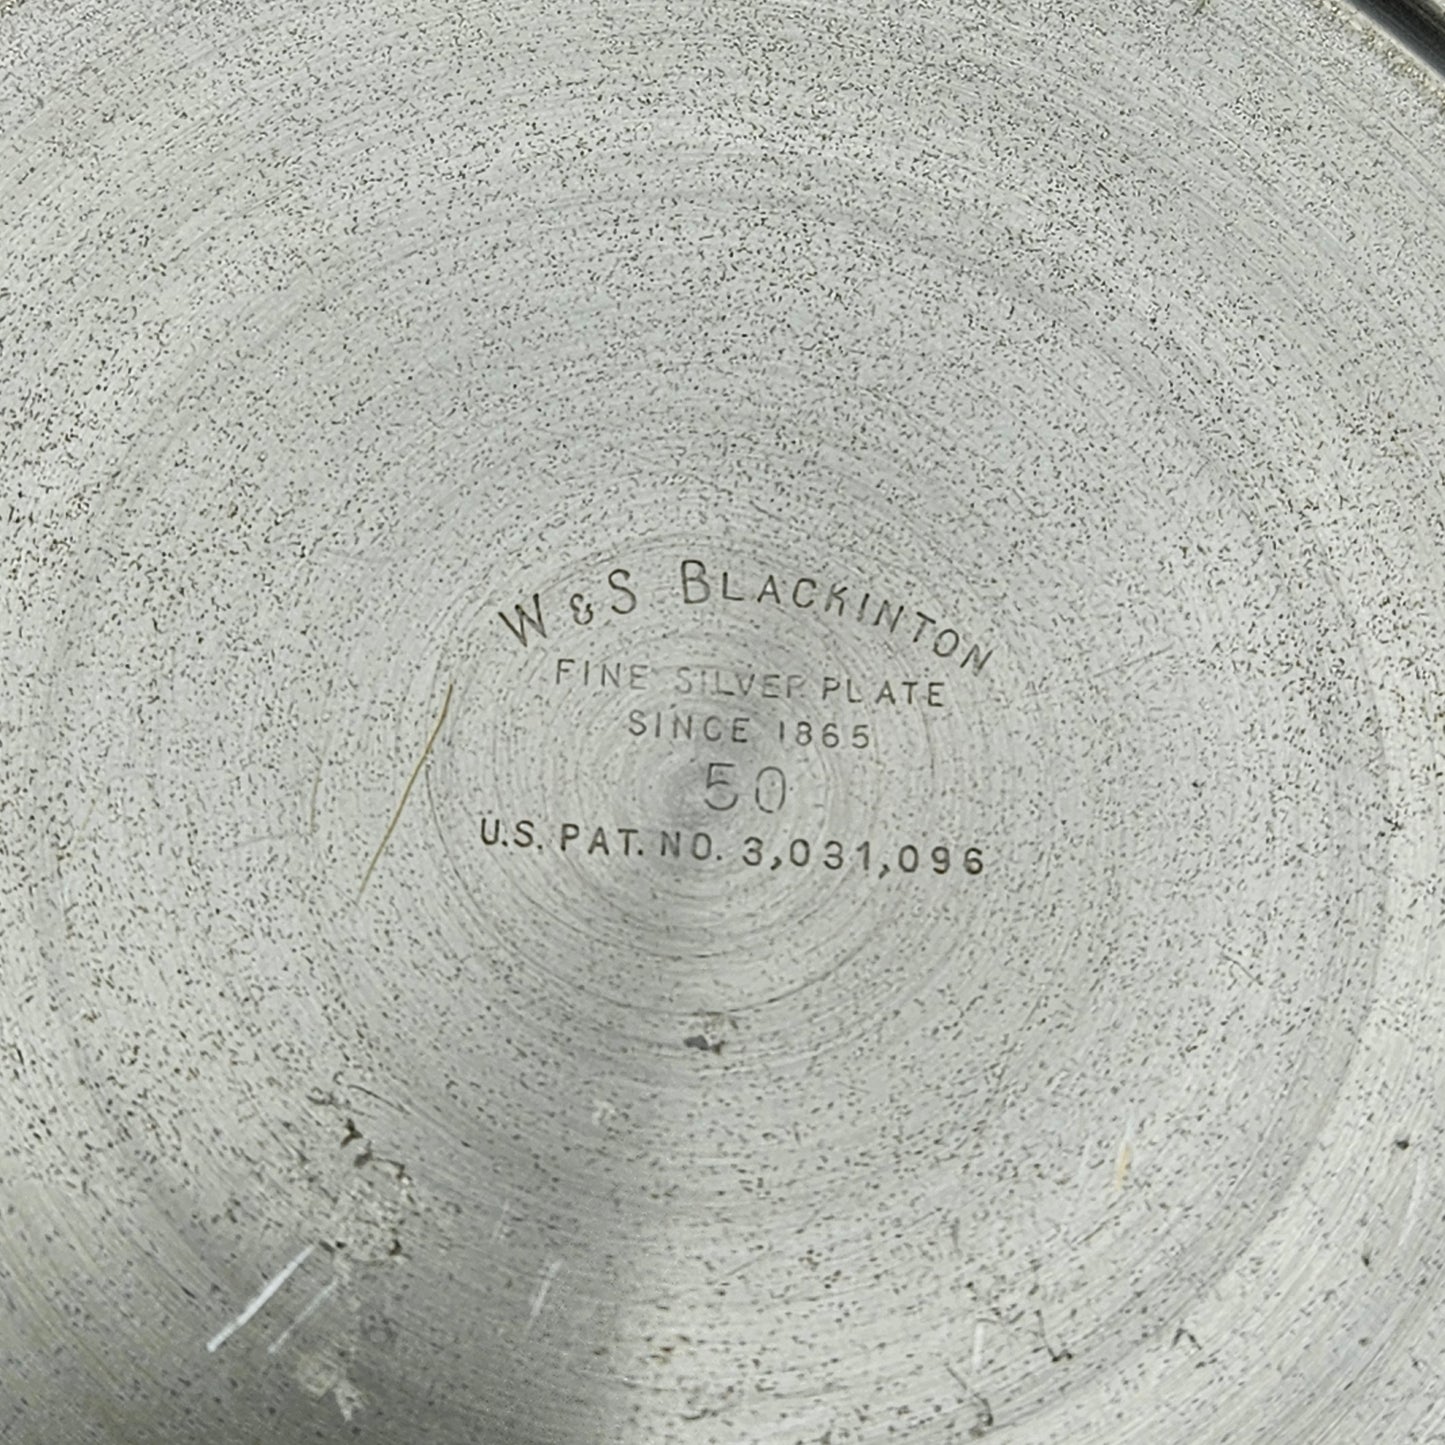 W & S BLACKINTON
FINE SILVER PLATE
SINCE 1865
50
U.S. PAT. NO. 3,031,096